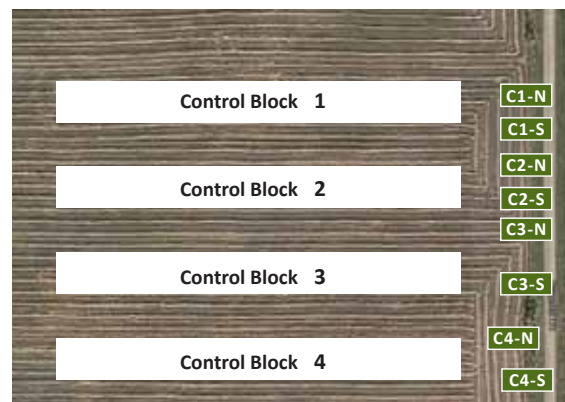 Control Block 1
C1-N
C1-S
C2-N
Control Block 2
C2-S
C3-N
Control Block 3
C3-S
C4-N
Control Block 4
C4-S